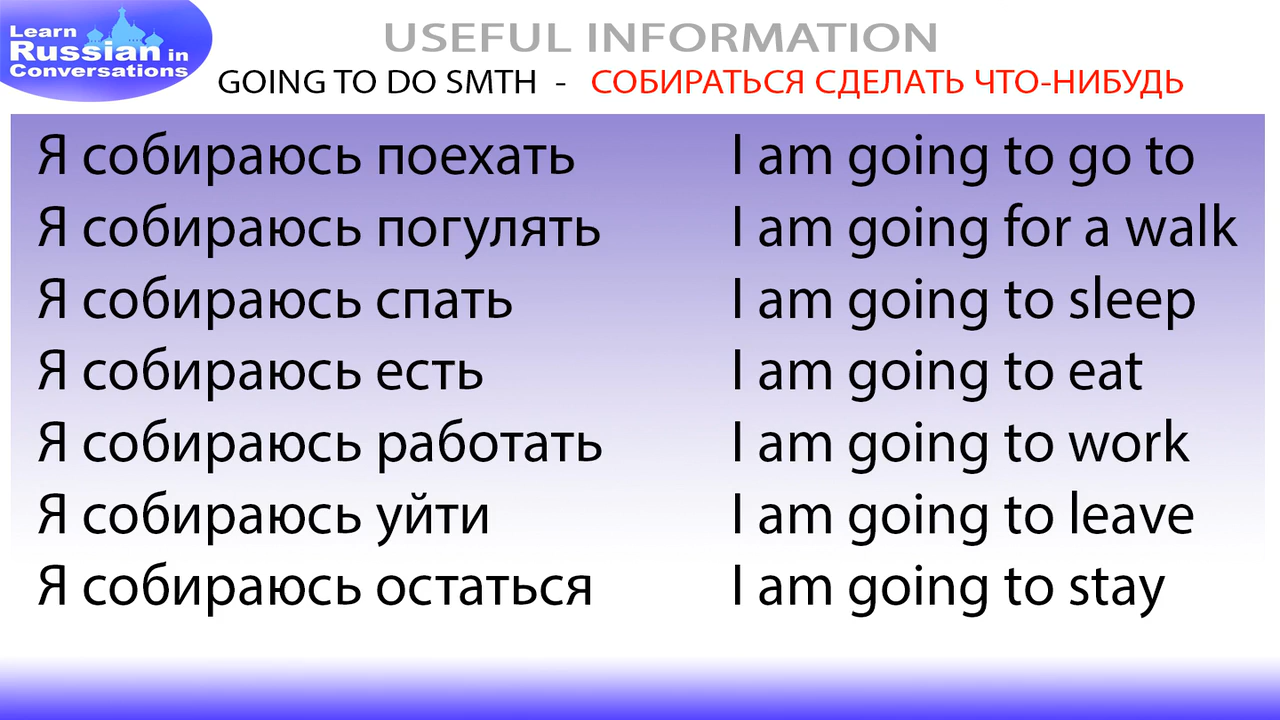 Learn
Russian in
Conversations
USEFUL INFORMATION
GOING TO DO SMTH - СОБИРАТЬСЯ СДЕЛАТЬ ЧТО-НИБУДЬ
Я собираюсь поехать I am going to go to
Я собираюсь погулять I am going for a walk
Я собираюсь спать I am going to sleep
Я собираюсь есть I am going to eat
Я собираюсь работать I am going to work
Я собираюсь уйти I am going to leave
Я собираюсь остаться I am going to stay